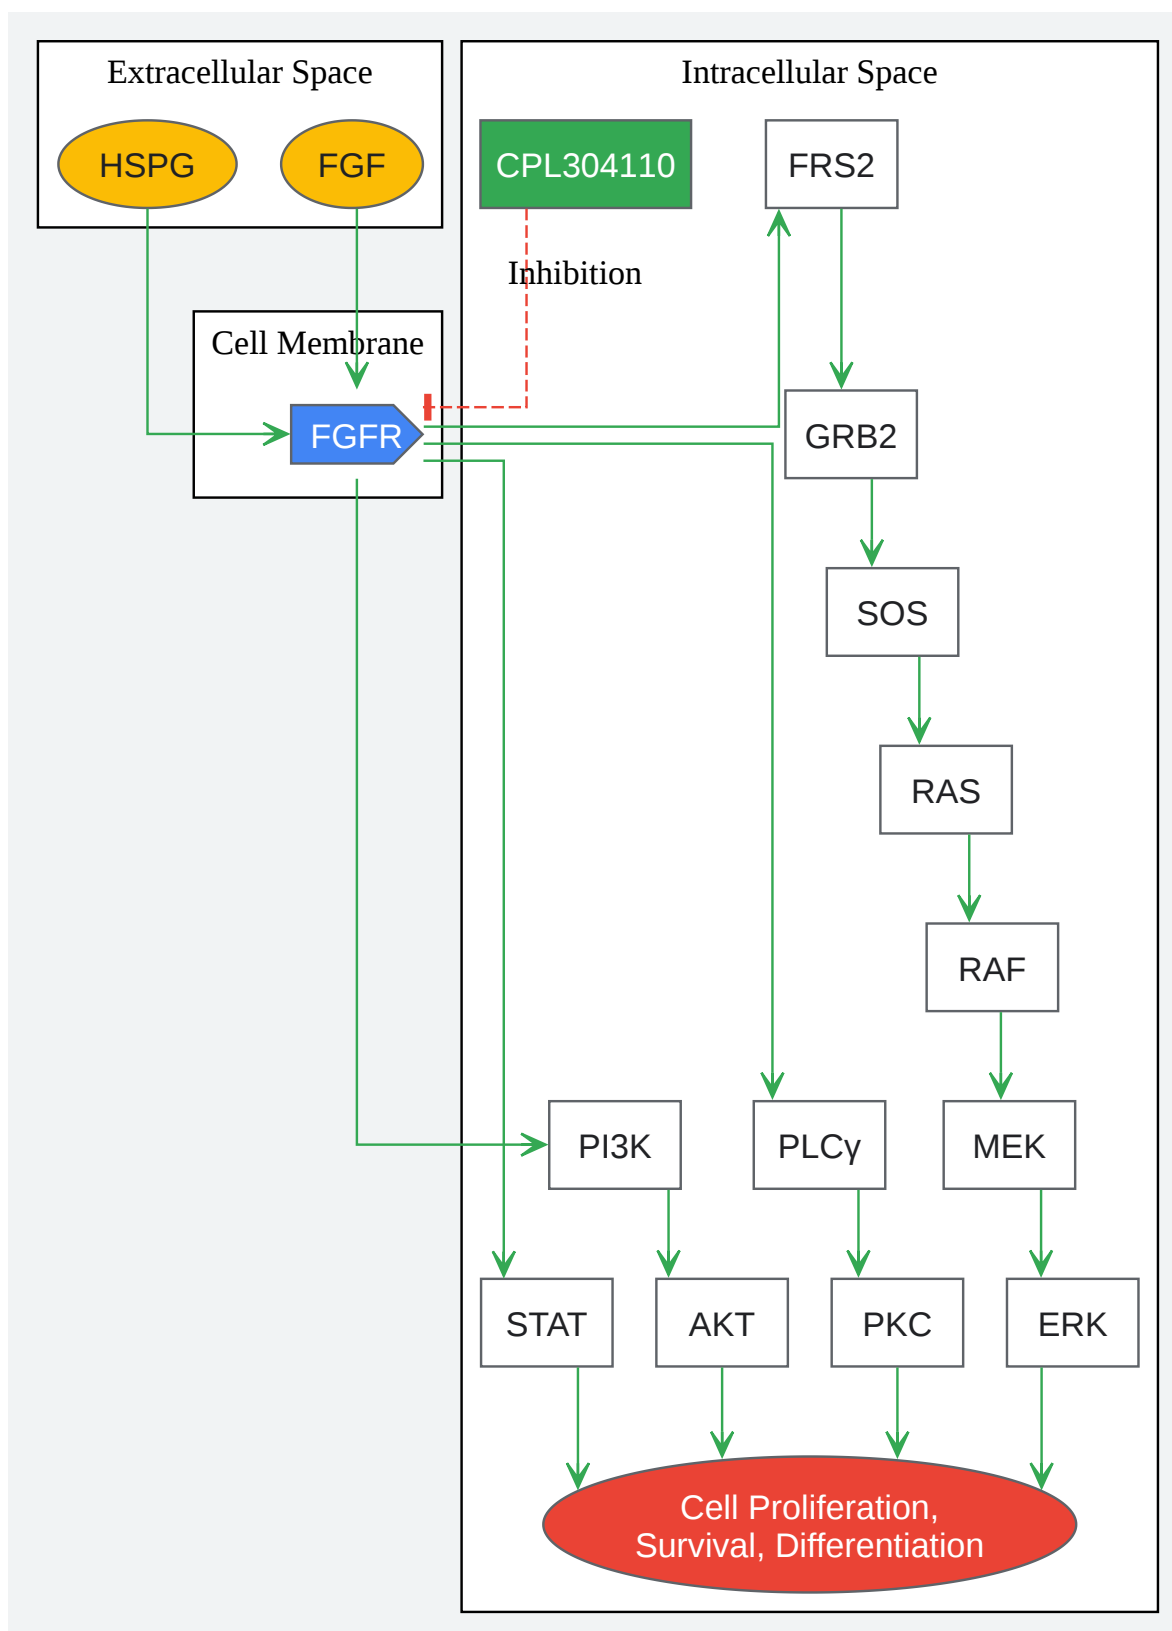 Extracellular Space
Intracellular Space
HSPG
FGF
CPL304110
FRS2
Inhibition
Cell Membrane
FGFR
GRB2
SOS
RAS
RAF
PI3K
PLCγ
MEK
STAT
AKT
PKC
ERK
Cell Proliferation,
Survival, Differentiation